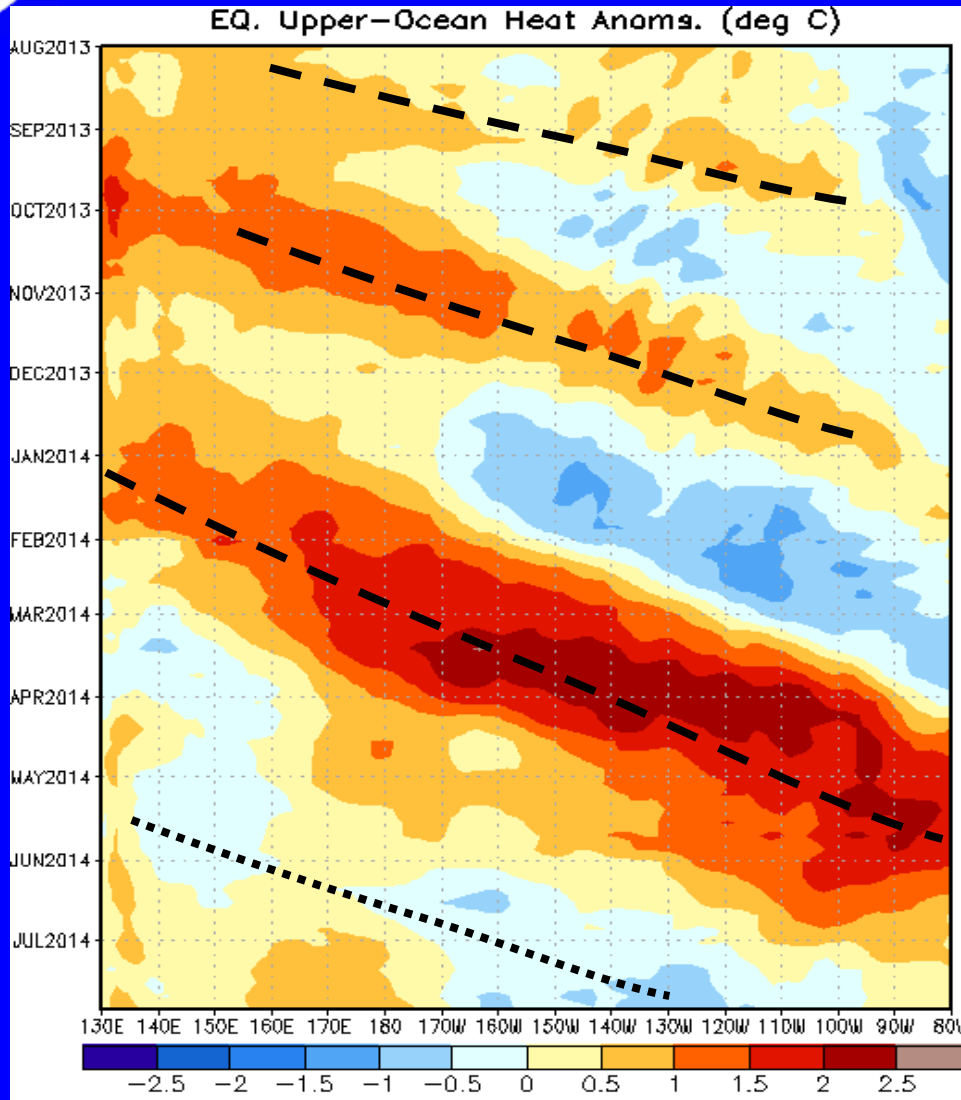 EQ. Upper-Ocean Heat Anoms. (deg C)
AUG2013
SEP2013
OCT2013
NOV2013
DEC2013
JAN2014
FEB2014
MAR2014
APR2014
MAY2014
JUN2014
JUL2014
130E 140E 150E 160E 170E 180 170W 160W 150W 140W 130W 120W 110W 100W 90W 80W
-2.5 -2 -1.5 -1 -0.5 0 0.5 1 1.5 2 2.5